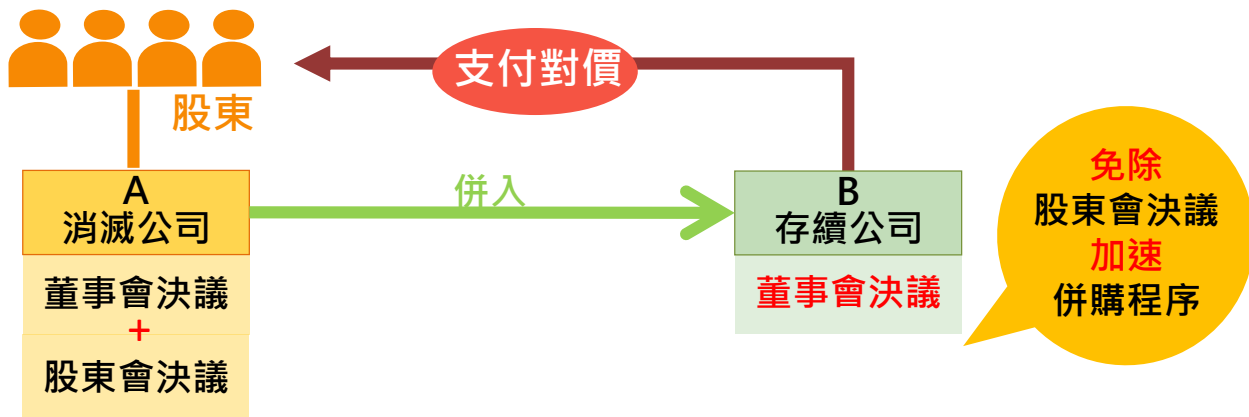 支付對價
股東
A
消滅公司
董事會決議
+
股東會決議
併入
B
存續公司
董事會決議
免除
股東會決議
加速
併購程序